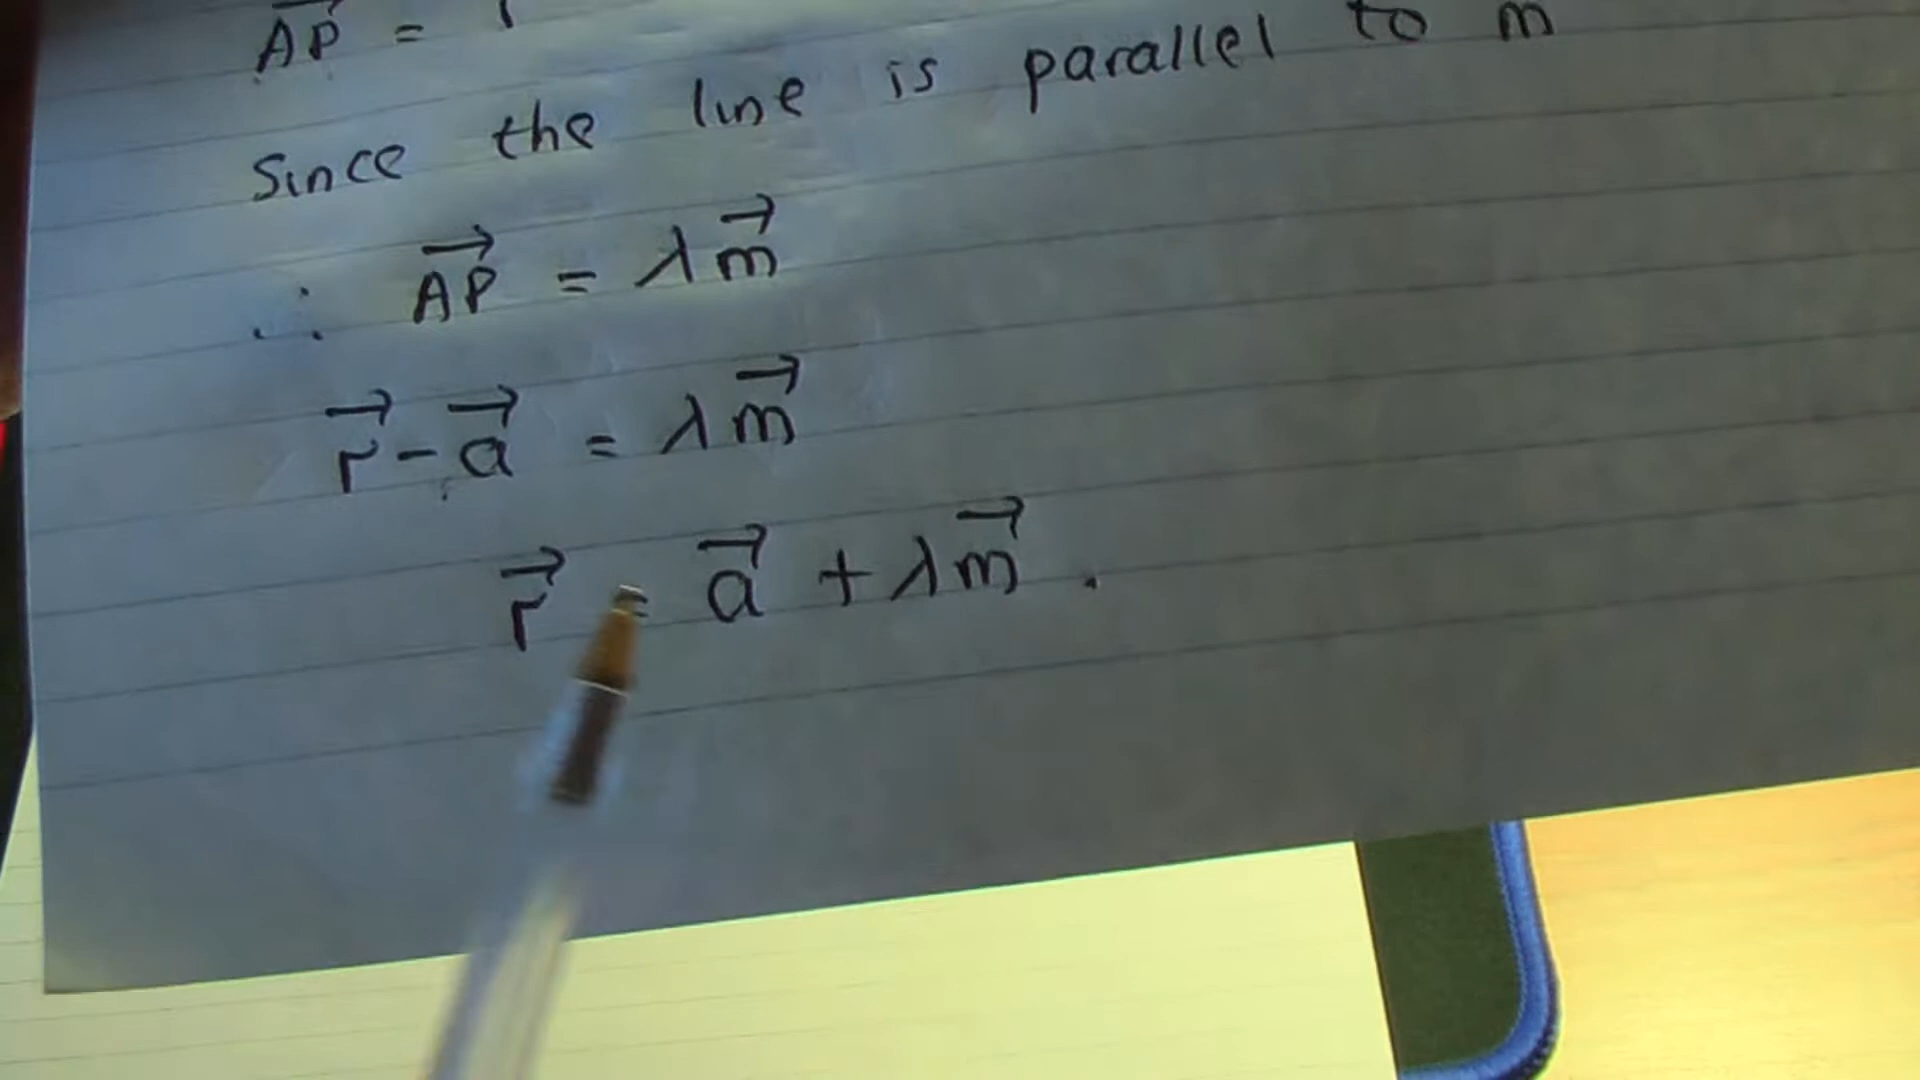 AP⃗ =
Since the line is parallel to m
∴ AP⃗ = λm⃗
r⃗ - a⃗ = λm⃗
r⃗ = a⃗ + λm⃗ .